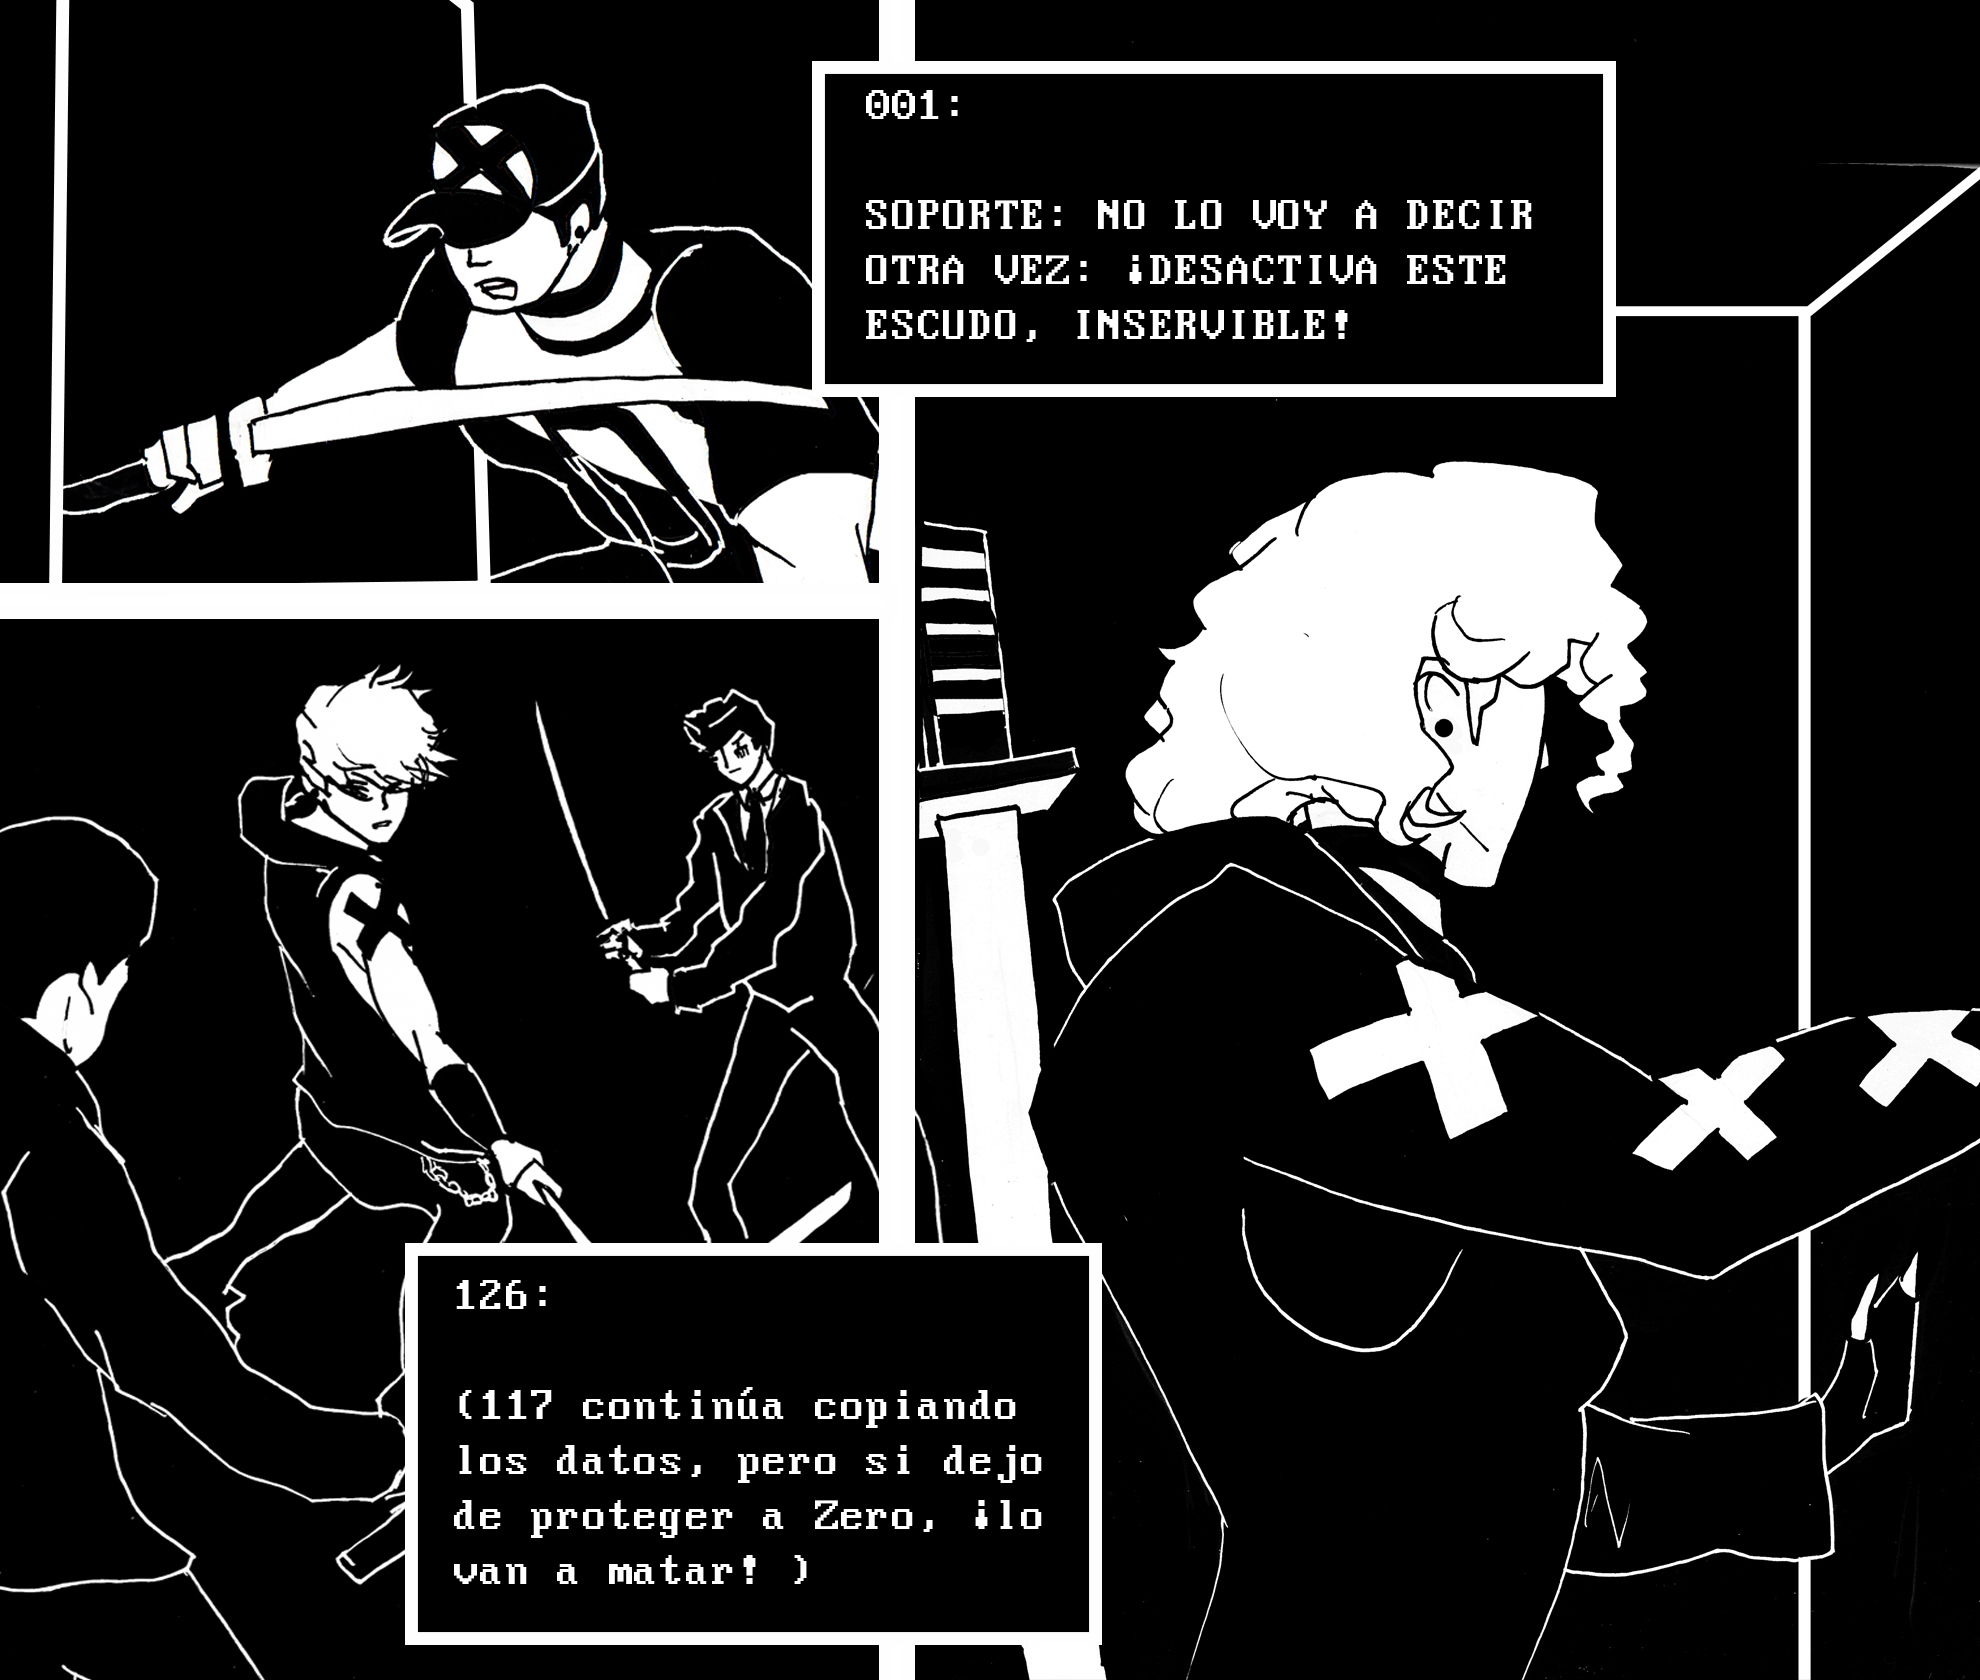 001:
SOPORTE: NO LO VOY A DECIR
OTRA VEZ: ¡DESACTIVA ESTE
ESCUDO, INSERVIBLE!
126:
(117 continúa copiando
los datos, pero si dejo
de proteger a Zero, ¡lo
van a matar! )